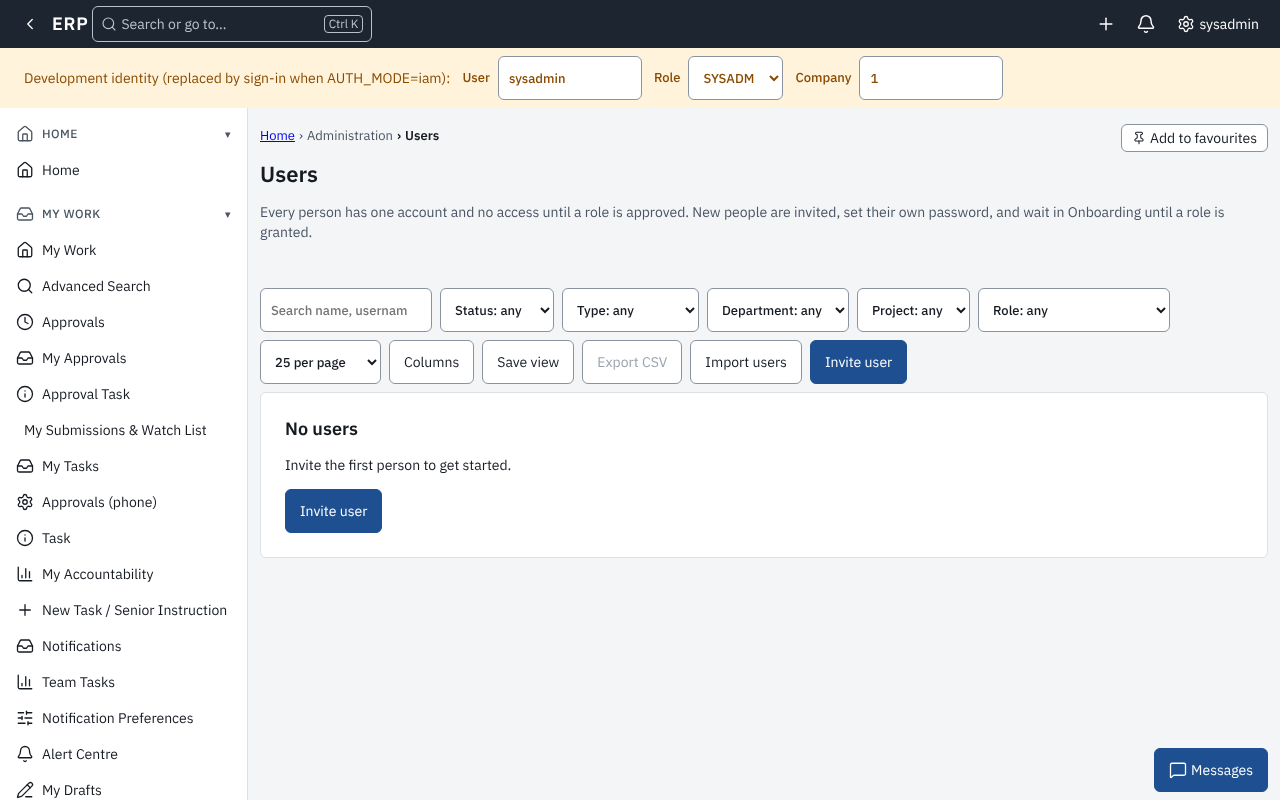 ERP
Search or go to...
Ctrl K
sysadmin
Development identity (replaced by sign-in when AUTH_MODE=iam):
User
sysadmin
Role
SYSADM
Company
1
HOME
Home
MY WORK
My Work
Advanced Search
Approvals
My Approvals
Approval Task
My Submissions & Watch List
My Tasks
Approvals (phone)
Task
My Accountability
New Task / Senior Instruction
Notifications
Team Tasks
Notification Preferences
Alert Centre
My Drafts
Home › Administration › Users
Add to favourites
Users
Every person has one account and no access until a role is approved. New people are invited, set their own password, and wait in Onboarding until a role is
granted.
Search name, usernam
Status: any
Type: any
Department: any
Project: any
Role: any
25 per page
Columns
Save view
Export CSV
Import users
Invite user
No users
Invite the first person to get started.
Invite user
Messages